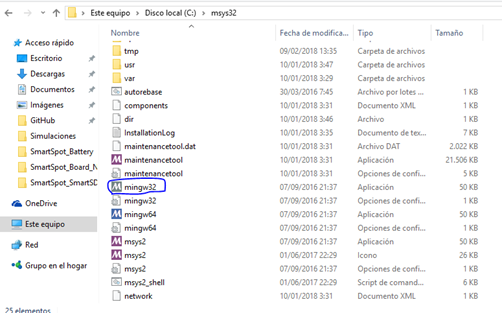 Este equipo > Disco local (C:) > msys32
Nombre Fecha de modifica... Tipo Tamaño
Acceso rápido
Escritorio
Descargas
Documentos
Imágenes
GitHub
Simulaciones
SmartSpot_Battery
SmartSpot_Board_N
SmartSpot_SmartSD
OneDrive
Este equipo
Red
Grupo en el hogar
tmp 09/02/2018 13:35 Carpeta de archivos
usr 10/01/2018 3:47 Carpeta de archivos
var 10/01/2018 3:29 Carpeta de archivos
autorebase 30/03/2016 7:45 Archivo por lotes ... 1 KB
components 10/01/2018 3:31 Documento XML 1 KB
dir 10/01/2018 3:46 Archivo 1 KB
InstallationLog 10/01/2018 3:35 Documento de tex... 7 KB
maintenancetool.dat 10/01/2018 3:31 Archivo DAT 2.022 KB
maintenancetool 10/01/2018 3:31 Aplicación 21.506 KB
maintenancetool 10/01/2018 3:31 Opciones de confi... 5 KB
mingw32 07/09/2016 21:37 Aplicación 50 KB
mingw32 07/09/2016 21:37 Opciones de confi... 1 KB
mingw64 07/09/2016 21:37 Aplicación 50 KB
mingw64 07/09/2016 21:37 Opciones de confi... 1 KB
msys2 07/09/2016 21:37 Aplicación 50 KB
msys2 01/06/2017 22:29 Icono 26 KB
msys2 07/09/2016 21:37 Opciones de confi... 1 KB
msys2_shell 01/06/2017 22:29 Script de comand... 6 KB
network 10/01/2018 3:31 Documento XML 1 KB
25 elementos